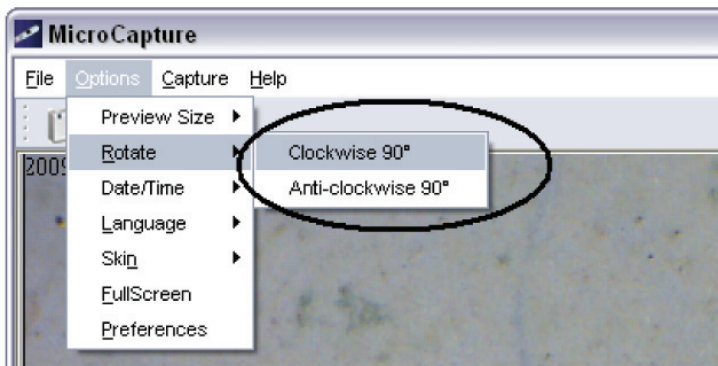 MicroCapture
File Options Capture Help
Preview Size
Rotate
Clockwise 90°
Anti-clockwise 90°
2009
Date/Time
Language
Skin
FullScreen
Preferences